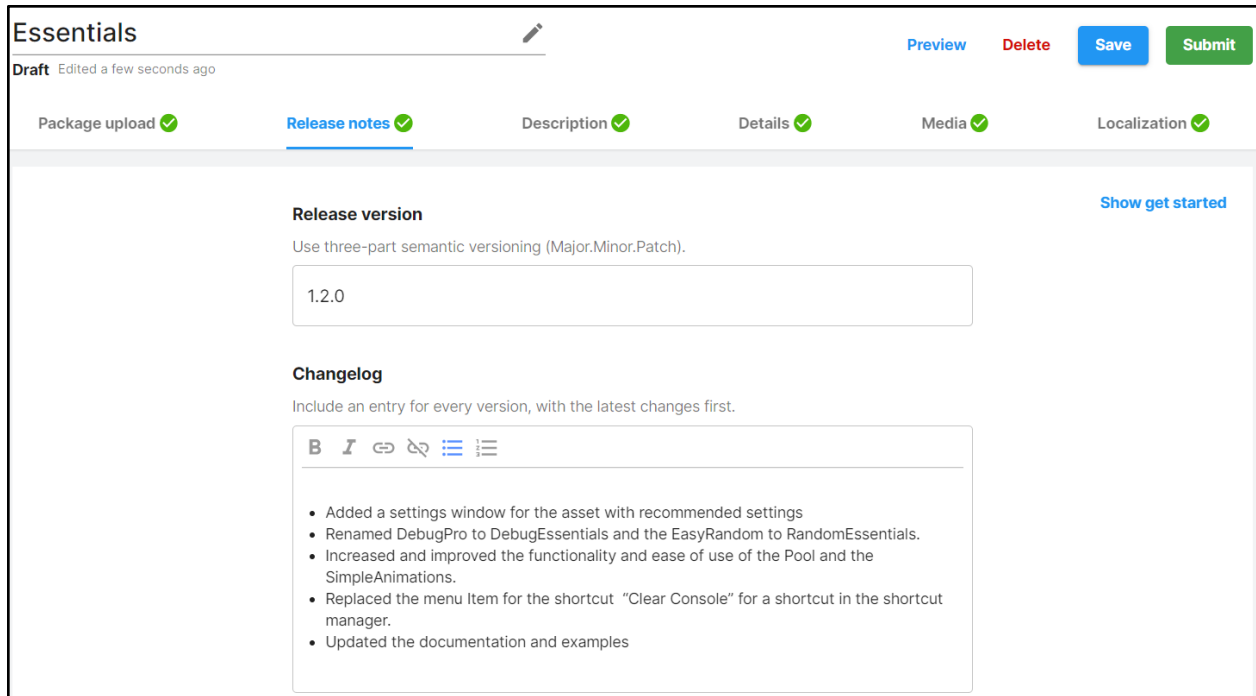 Essentials
Preview Delete Save Submit
Draft Edited a few seconds ago
Package upload Release notes Description Details Media Localization
Show get started
Release version
Use three-part semantic versioning (Major.Minor.Patch).
1.2.0
Changelog
Include an entry for every version, with the latest changes first.
B I
• Added a settings window for the asset with recommended settings
• Renamed DebugPro to DebugEssentials and the EasyRandom to RandomEssentials.
• Increased and improved the functionality and ease of use of the Pool and the
SimpleAnimations.
• Replaced the menu Item for the shortcut  “Clear Console” for a shortcut in the shortcut
manager.
• Updated the documentation and examples